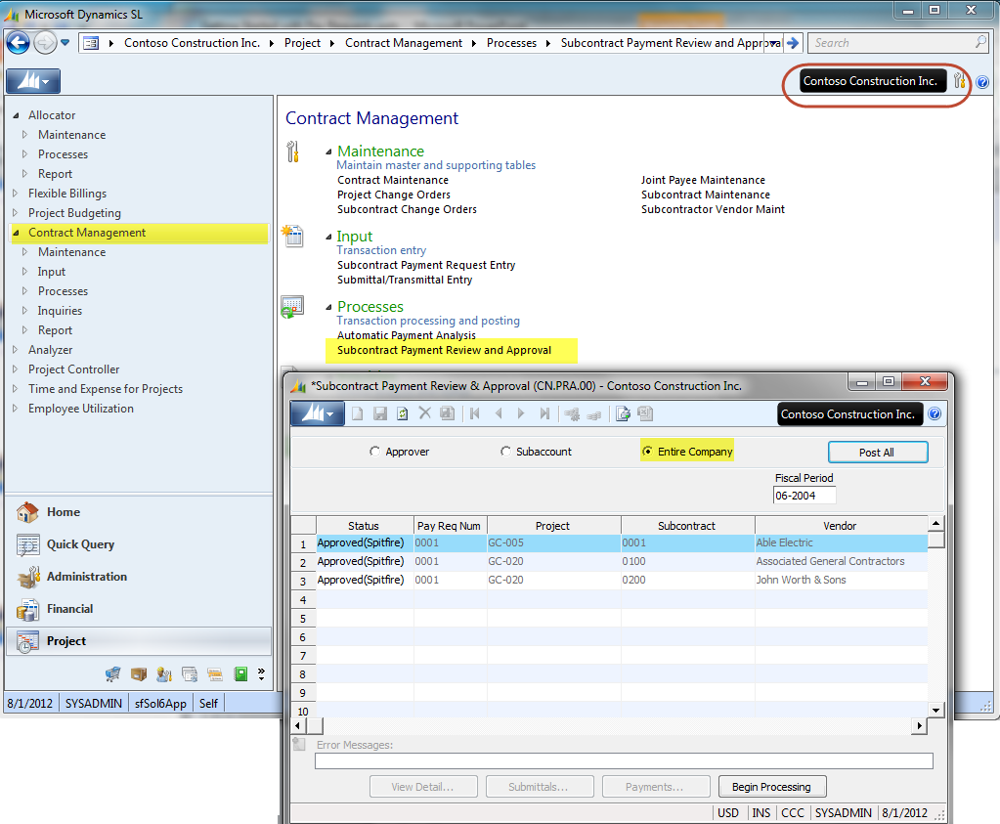 Microsoft Dynamics SL
Contoso Construction Inc. Project Contract Management Processes Subcontract Payment Review and Approval
Search
Contoso Construction Inc.
Allocator
Maintenance
Processes
Report
Flexible Billings
Project Budgeting
Contract Management
Maintenance
Input
Processes
Inquiries
Report
Analyzer
Project Controller
Time and Expense for Projects
Employee Utilization
Home
Quick Query
Administration
Financial
Project
8/1/2012 SYSADMIN sfSol6App Self
Contract Management
Maintenance
Maintain master and supporting tables
Contract Maintenance
Project Change Orders
Subcontract Change Orders
Joint Payee Maintenance
Subcontract Maintenance
Subcontractor Vendor Maint
Input
Transaction entry
Subcontract Payment Request Entry
Submittal/Transmittal Entry
Processes
Transaction processing and posting
Automatic Payment Analysis
Subcontract Payment Review and Approval
*Subcontract Payment Review & Approval (CN.PRA.00) - Contoso Construction Inc.
Contoso Construction Inc.
Approver Subaccount Entire Company Post All
Fiscal Period
06-2004
Status Pay Req Num Project Subcontract Vendor
1 Approved(Spitfire) 0001 GC-005 0001 Able Electric
2 Approved(Spitfire) 0001 GC-020 0100 Associated General Contractors
3 Approved(Spitfire) 0001 GC-020 0200 John Worth & Sons
4
5
6
7
8
9
10
Error Messages:
View Detail... Submittals... Payments... Begin Processing
USD INS CCC SYSADMIN 8/1/2012